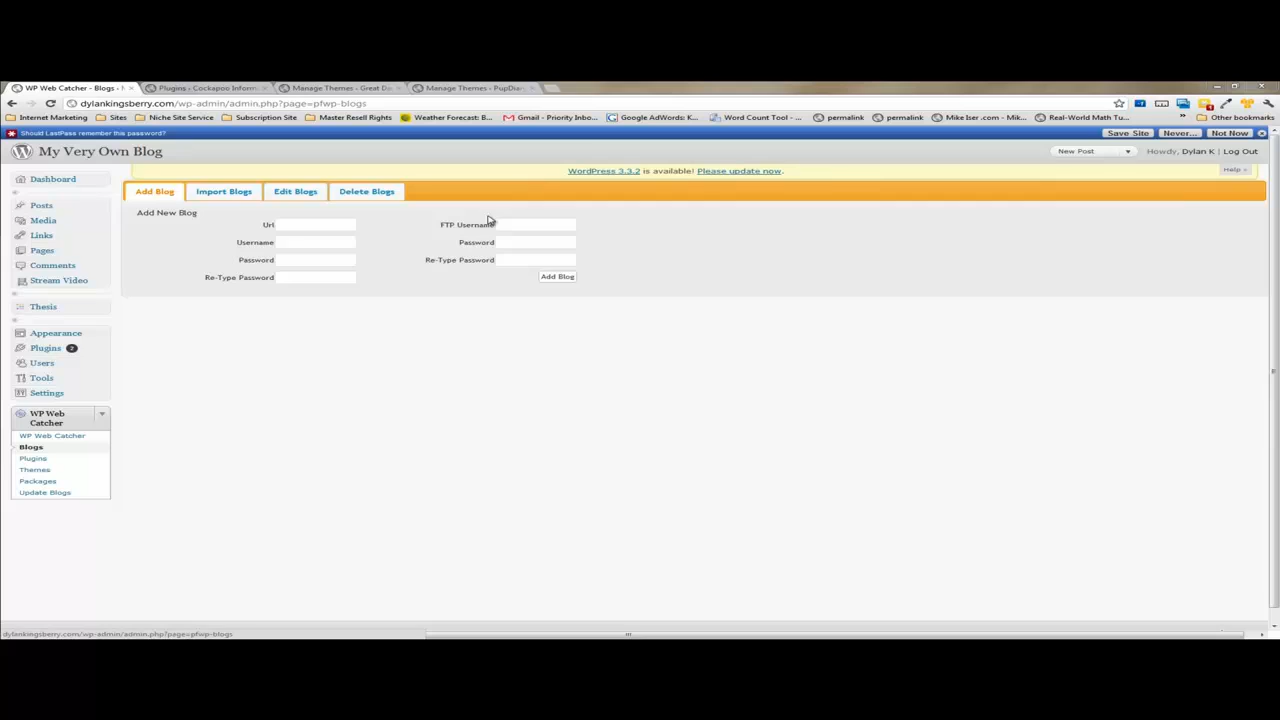 WP Web Catcher - Blogs -
Plugins - Cockapoo Inform
Manage Themes - Great Do
Manage Themes - PupDie
dylankingsberry.com/wp-admin/admin.php?page=pfwp-blogs
Internet Marketing
Sites
Niche Site Service
Subscription Site
Master Resell Rights
Weather Forecast: B...
Gmail - Priority Inbo...
Google AdWords: K...
Word Count Tool - ...
permalink
permalink
Mike Iser .com - Mik...
Real-World Math Tu...
Other bookmarks
Should LastPass remember this password?
Save Site
Never...
Not Now
My Very Own Blog
New Post
Howdy, Dylan K | Log Out
WordPress 3.3.2 is available! Please update now.
Help
Dashboard
Posts
Media
Links
Pages
Comments
Stream Video
Thesis
Appearance
Plugins 7
Users
Tools
Settings
WP Web
Catcher
WP Web Catcher
Blogs
Plugins
Themes
Packages
Update Blogs
Add Blog
Import Blogs
Edit Blogs
Delete Blogs
Add New Blog
Url
Username
Password
Re-Type Password
FTP Username
Password
Re-Type Password
Add Blog
dylankingsberry.com/wp-admin/admin.php?page=pfwp-blogs